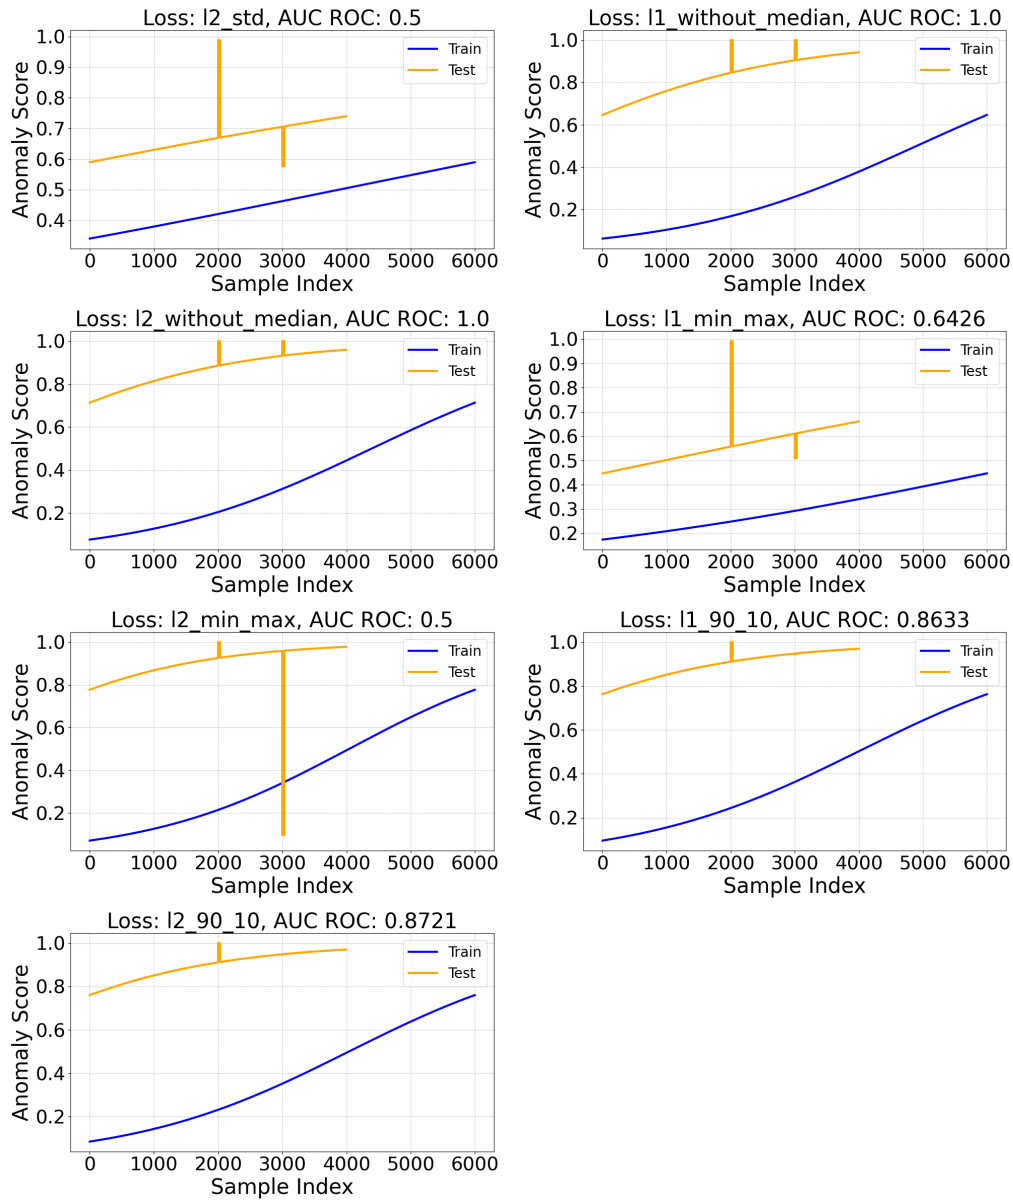 Loss: l2_std, AUC ROC: 0.5
Anomaly Score
1.0
0.9
0.8
0.7
0.6
0.5
0.4
Train
Test
0 1000 2000 3000 4000 5000 6000
Sample Index
Loss: l1_without_median, AUC ROC: 1.0
Anomaly Score
1.0
0.8
0.6
0.4
0.2
Train
Test
0 1000 2000 3000 4000 5000 6000
Sample Index
Loss: l2_without_median, AUC ROC: 1.0
Anomaly Score
1.0
0.8
0.6
0.4
0.2
Train
Test
0 1000 2000 3000 4000 5000 6000
Sample Index
Loss: l1_min_max, AUC ROC: 0.6426
Anomaly Score
1.0
0.9
0.8
0.7
0.6
0.5
0.4
0.3
0.2
Train
Test
0 1000 2000 3000 4000 5000 6000
Sample Index
Loss: l2_min_max, AUC ROC: 0.5
Anomaly Score
1.0
0.8
0.6
0.4
0.2
Train
Test
0 1000 2000 3000 4000 5000 6000
Sample Index
Loss: l1_90_10, AUC ROC: 0.8633
Anomaly Score
1.0
0.8
0.6
0.4
0.2
Train
Test
0 1000 2000 3000 4000 5000 6000
Sample Index
Loss: l2_90_10, AUC ROC: 0.8721
Anomaly Score
1.0
0.8
0.6
0.4
0.2
Train
Test
0 1000 2000 3000 4000 5000 6000
Sample Index